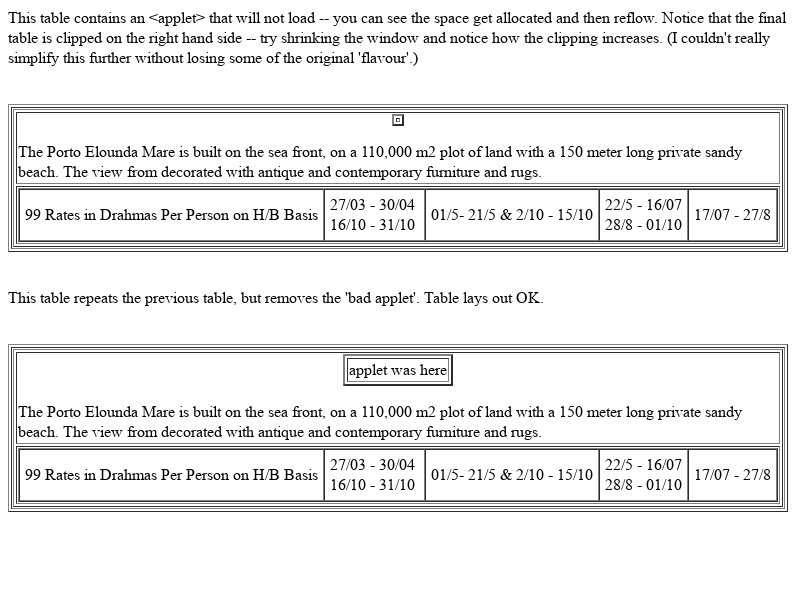 This table contains an <applet> that will not load -- you can see the space get allocated and then reflow. Notice that the final
table is clipped on the right hand side -- try shrinking the window and notice how the clipping increases. (I couldn't really
simplify this further without losing some of the original 'flavour'.)
The Porto Elounda Mare is built on the sea front, on a 110,000 m2 plot of land with a 150 meter long private sandy
beach. The view from decorated with antique and contemporary furniture and rugs.
99 Rates in Drahmas Per Person on H/B Basis
27/03 - 30/04
16/10 - 31/10
01/5- 21/5 & 2/10 - 15/10
22/5 - 16/07
28/8 - 01/10
17/07 - 27/8
This table repeats the previous table, but removes the 'bad applet'. Table lays out OK.
applet was here
The Porto Elounda Mare is built on the sea front, on a 110,000 m2 plot of land with a 150 meter long private sandy
beach. The view from decorated with antique and contemporary furniture and rugs.
99 Rates in Drahmas Per Person on H/B Basis
27/03 - 30/04
16/10 - 31/10
01/5- 21/5 & 2/10 - 15/10
22/5 - 16/07
28/8 - 01/10
17/07 - 27/8